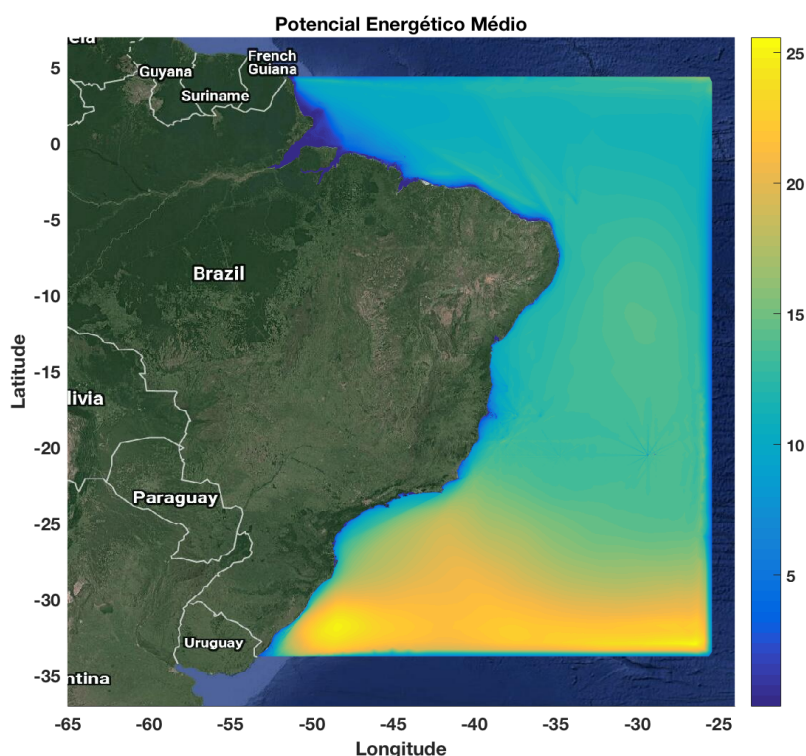 Potencial Energético Médio
ela
French
Guiana
Guyana
Suriname
Brazil
livia
Paraguay
Uruguay
ntina
5
0
-5
-10
-15
-20
-25
-30
-35
Latitude
-65
-60
-55
-50
-45
-40
-35
-30
-25
Longitude
25
20
15
10
5